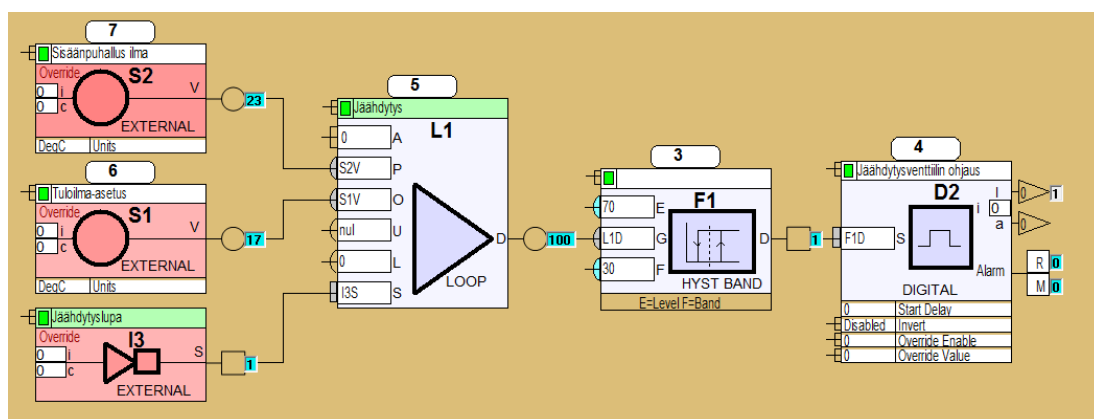 7
Sisäänpuhallus ilma
Override
S2
0 i
0 c
V
23
EXTERNAL
DegC Units
6
Tuloilma-asetus
Override
S1
0 i
0 c
V
17
EXTERNAL
DegC Units
Jäähdytyslupa
Override
I3
0 i
0 c
S
1
EXTERNAL
5
Jäähdytys
L1
0 A
S2V P
S1V O
nul U
0 L
I3S S
D
100
LOOP
3
F1
70 E
L1D G
30 F
D
1
HYST BAND
E=Level F=Band
4
Jäähdytysventtiilin ohjaus
D2
F1D S
I 0 1
i 0
a 0
Alarm
R 0
M 0
DIGITAL
0 Start Delay
Disabled Invert
0 Override Enable
0 Override Value